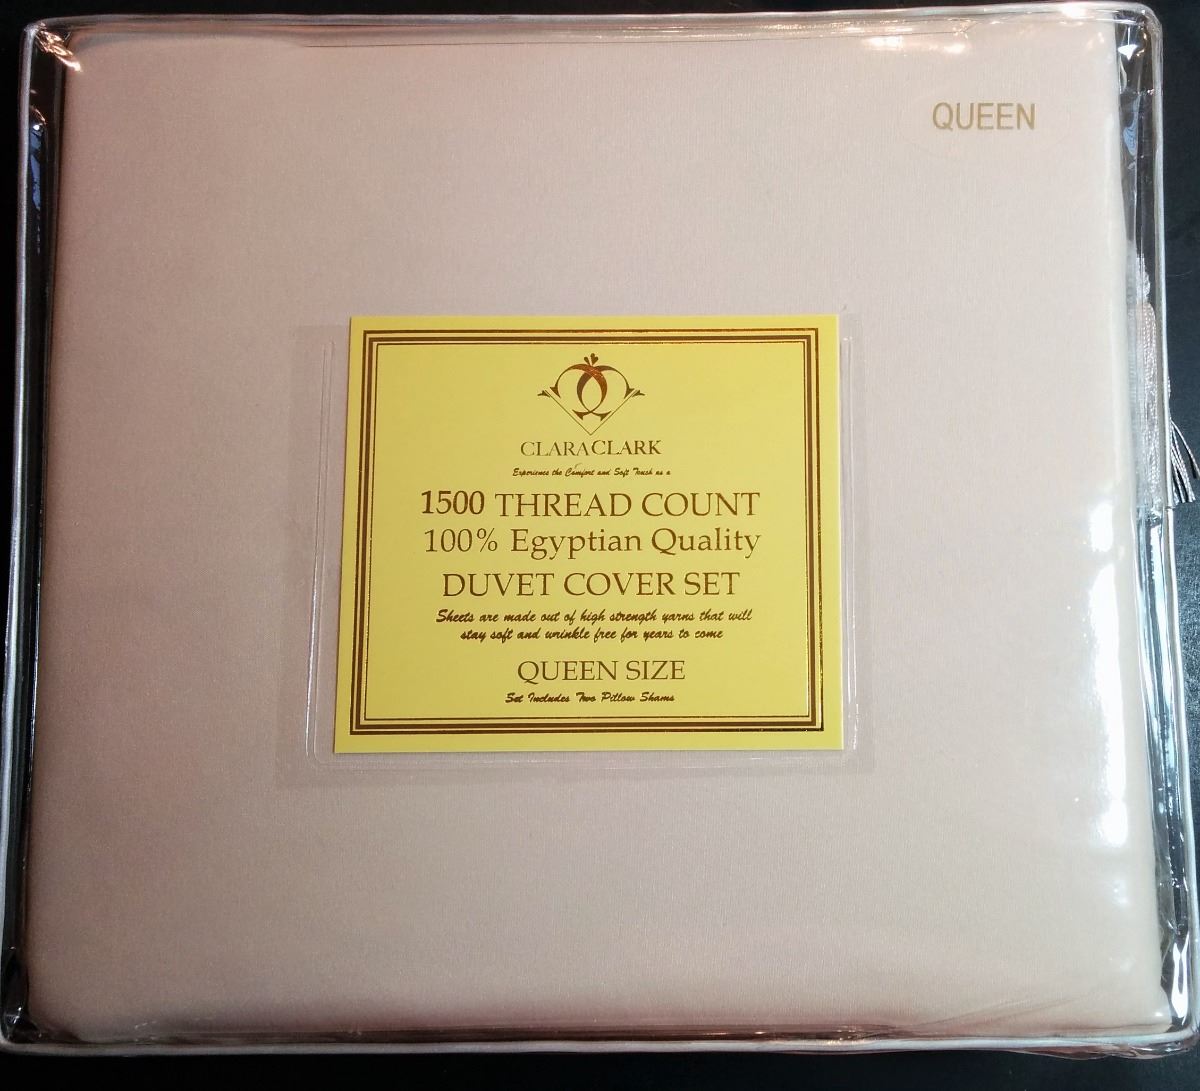 QUEEN
CLARA CLARK
Experience the Comfort and Soft Touch as a
1500 THREAD COUNT
100% Egyptian Quality
DUVET COVER SET
Sheets are made out of high strength yarns that will
stay soft and wrinkle free for years to come
QUEEN SIZE
Set Includes Two Pillow Shams